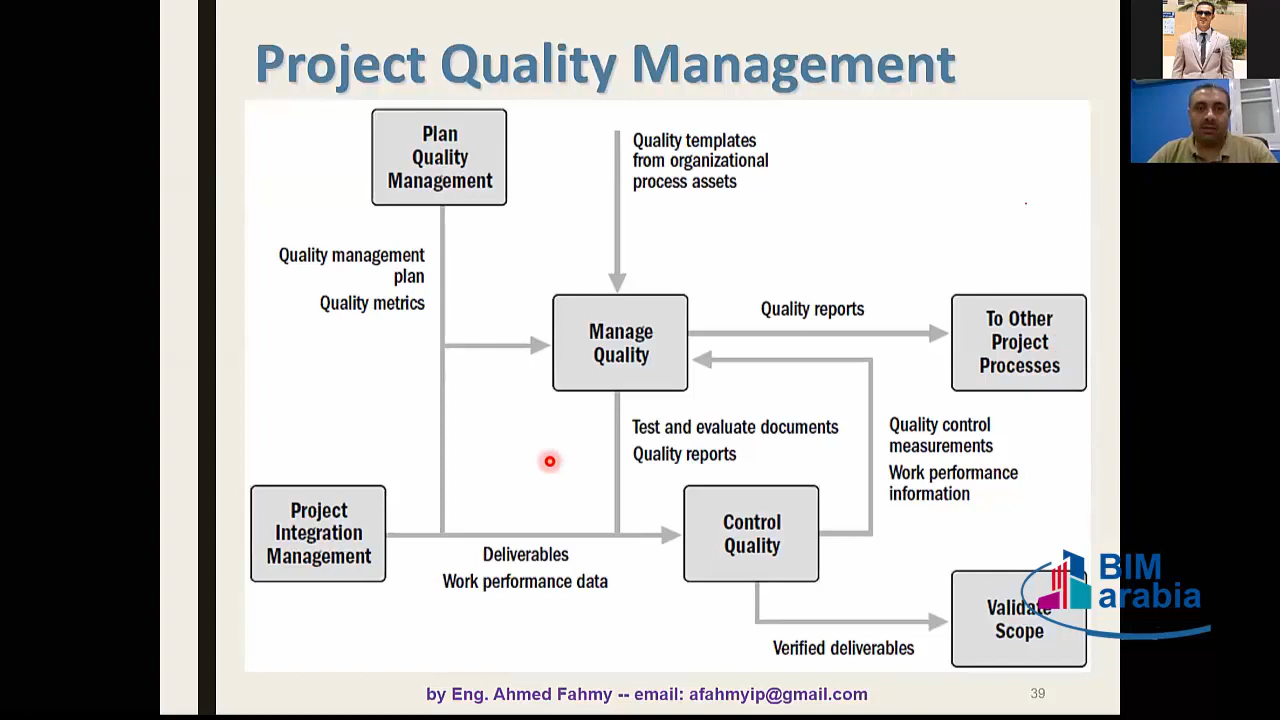 Project Quality Management
Plan
Quality
Management
Quality templates
from organizational
process assets
Quality management
plan
Quality metrics
Manage
Quality
Quality reports
To Other
Project
Processes
Test and evaluate documents
Quality reports
Quality control
measurements
Work performance
information
Project
Integration
Management
Deliverables
Work performance data
Control
Quality
Validate
Scope
Verified deliverables
BIM
arabia
by Eng. Ahmed Fahmy -- email: afahmyip@gmail.com
39